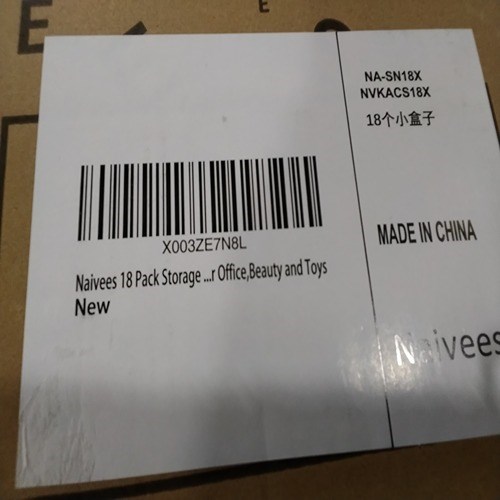 E
NA-SN18X
NVKACS18X
18个小盒子
X003ZE7N8L
Naivees 18 Pack Storage ...r Office,Beauty and Toys
New
MADE IN CHINA
Naivees